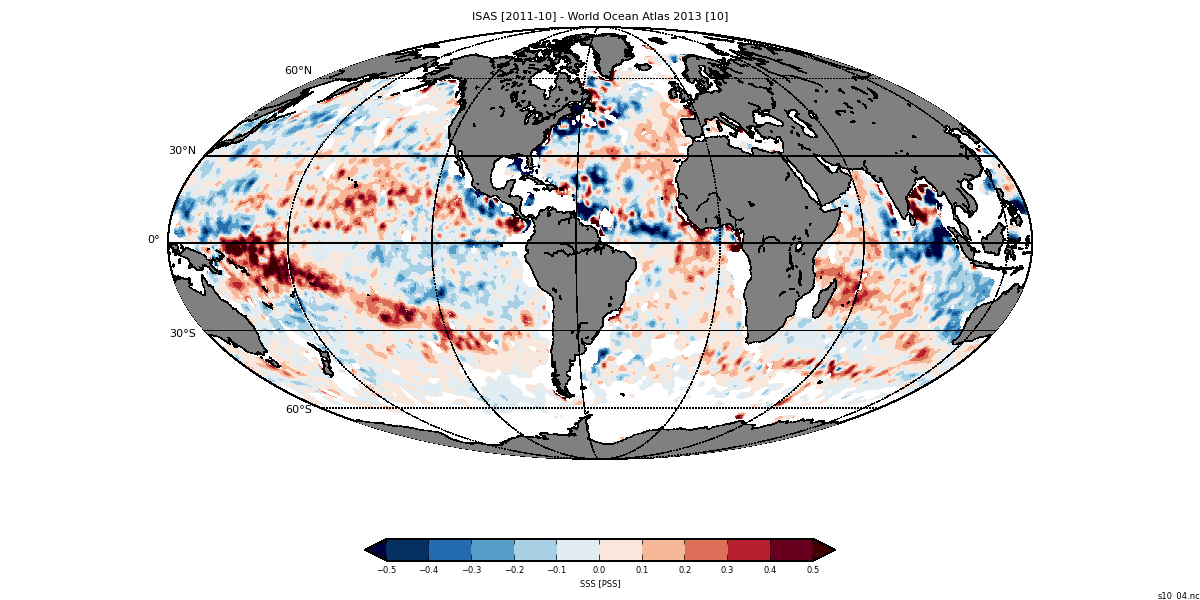 ISAS [2011-10] - World Ocean Atlas 2013 [10]
60°N
30°N
0°
30°S
60°S
−0.5 −0.4 −0.3 −0.2 −0.1 0.0 0.1 0.2 0.3 0.4 0.5
SSS [PSS]
s10_04.nc